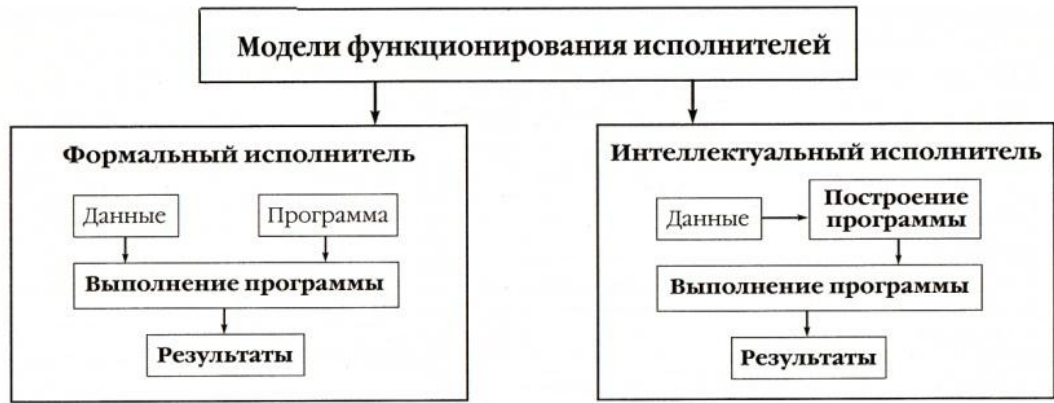 Модели функционирования исполнителей
Формальный исполнитель
Данные
Программа
Выполнение программы
Результаты
Интеллектуальный исполнитель
Данные
Построение
программы
Выполнение программы
Результаты